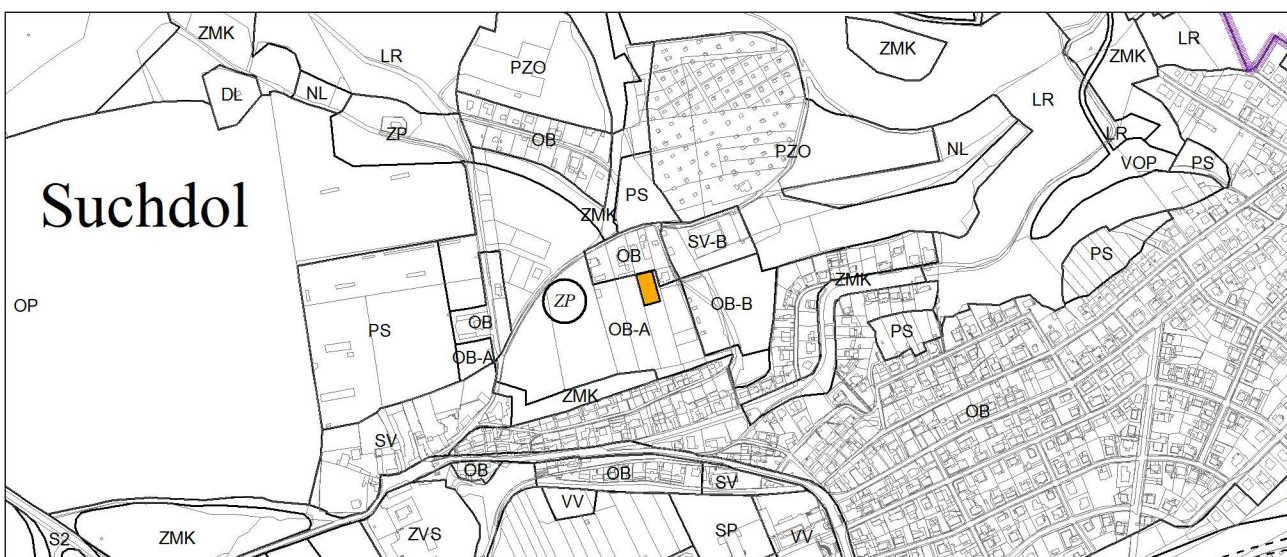 ZMK
LR
PZO
ZMK
ZMK
LR
DL
NL
ZP
OB
PZO
NL
LR
LR
VOP
PS
Suchdol
PS
ZMK
SV-B
OB
PS
ZMK
OP
ZP
OB-B
PS
OB
OB-A
PS
OB-A
ZMK
OB
SV
OB
OB
SV
VV
S2
ZMK
ZVS
SP
VV